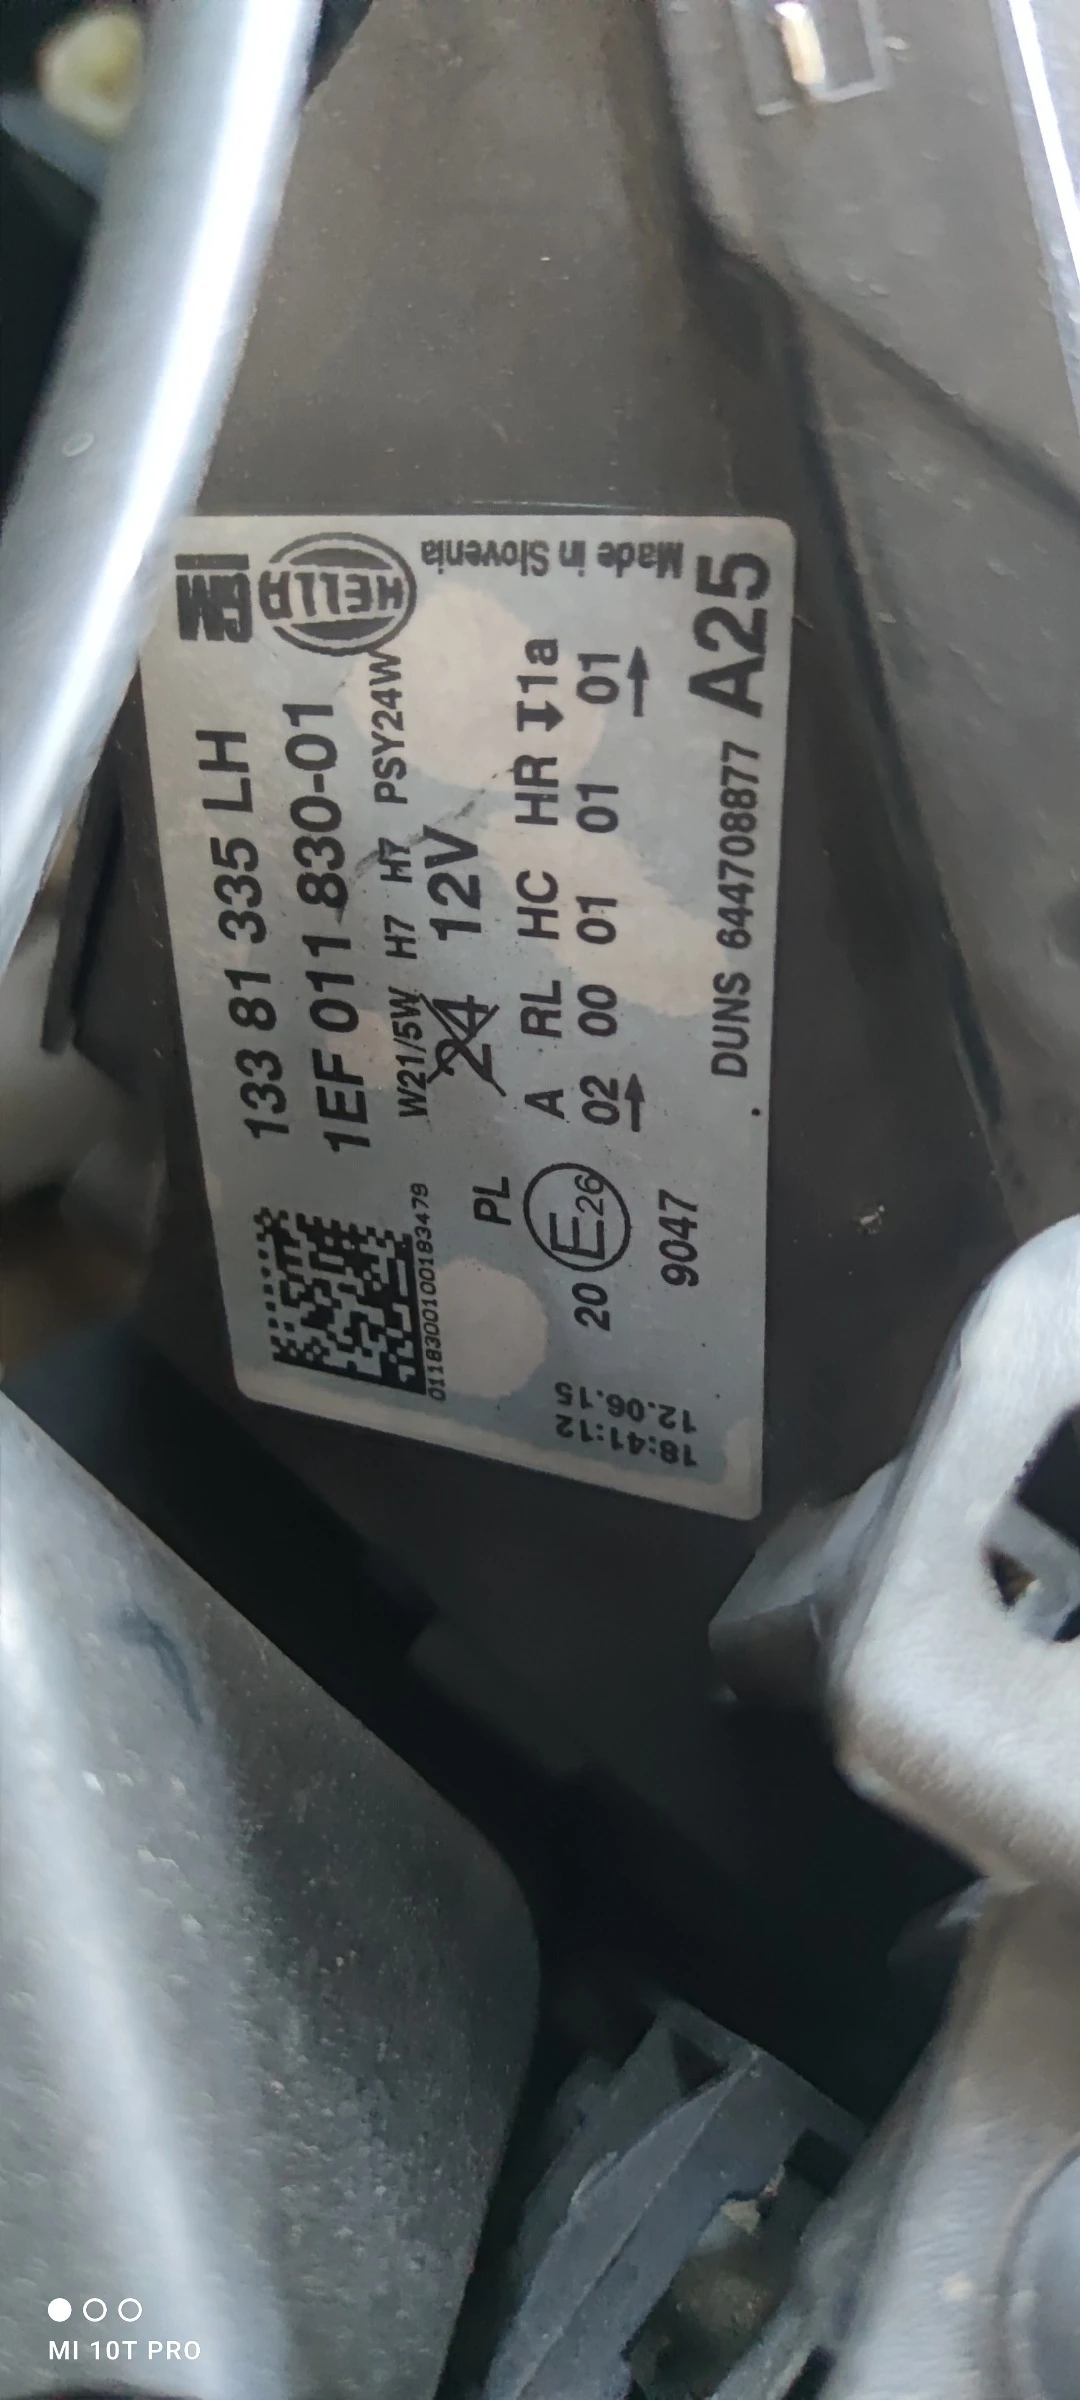 133 81 335 LH
GM
1EF 011 830-01
HELLA
W21/5W H7 H7 PSY24W
24 12V
Made in Slovenia
0118300100183479
PL
A RL HC HR ↧1a
20 E26 02 00 01 01 01
→ →
9047
DUNS 644708877 A25
12.06.15
18:41:12
MI 10T PRO